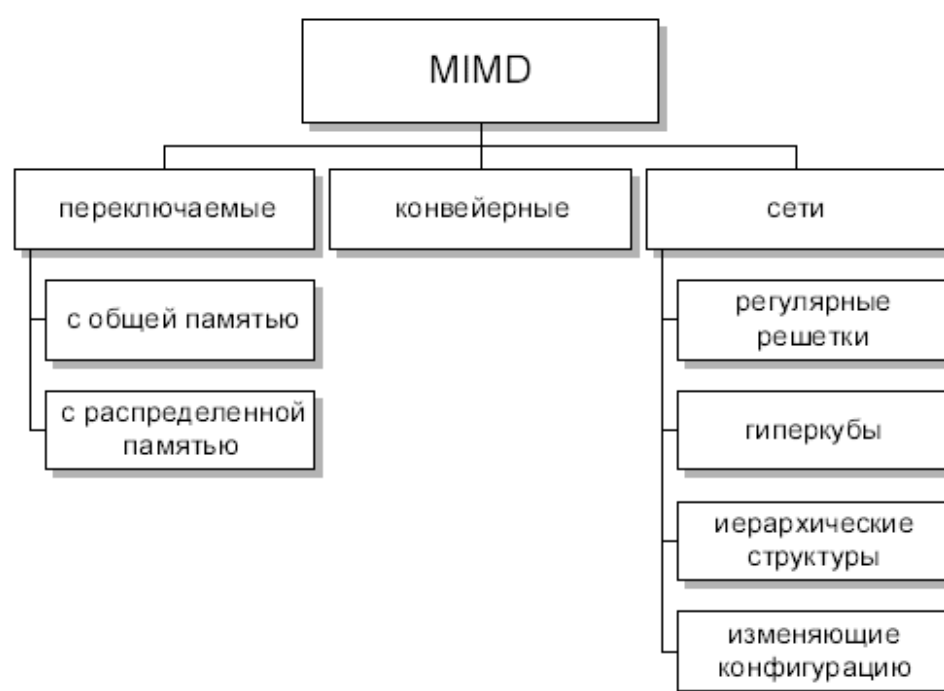 MIMD
переключаемые
конвейерные
сети
с общей памятью
с распределенной
памятью
регулярные
решетки
гиперкубы
иерархические
структуры
изменяющие
конфигурацию